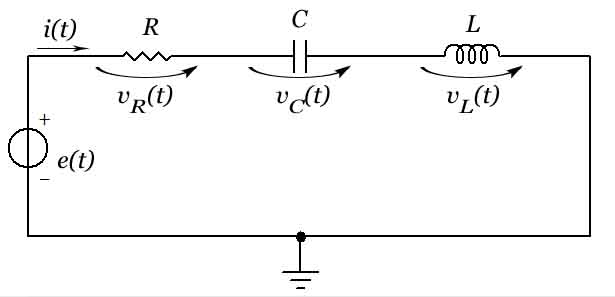 i(t) R C L
v_R(t) v_C(t) v_L(t)
+
e(t)
−